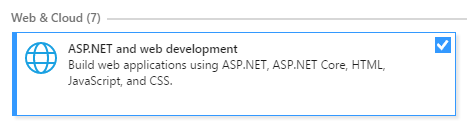 Web & Cloud (7)
ASP.NET and web development
Build web applications using ASP.NET, ASP.NET Core, HTML,
JavaScript, and CSS.